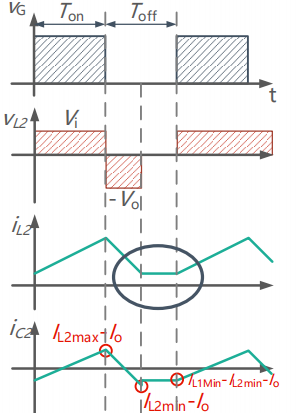 vG Ton Toff
t
vL2 Vi
-Vo
iL2
iC2 IL2max-Io
IL1Min-IL2min-Io
IL2min-Io